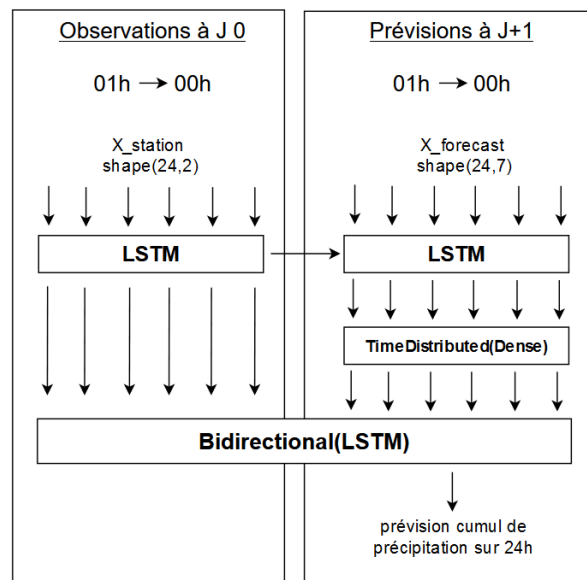 Observations à J 0
01h → 00h
X_station
shape(24,2)
LSTM
Prévisions à J+1
01h → 00h
X_forecast
shape(24,7)
LSTM
TimeDistributed(Dense)
Bidirectional(LSTM)
prévision cumul de
précipitation sur 24h